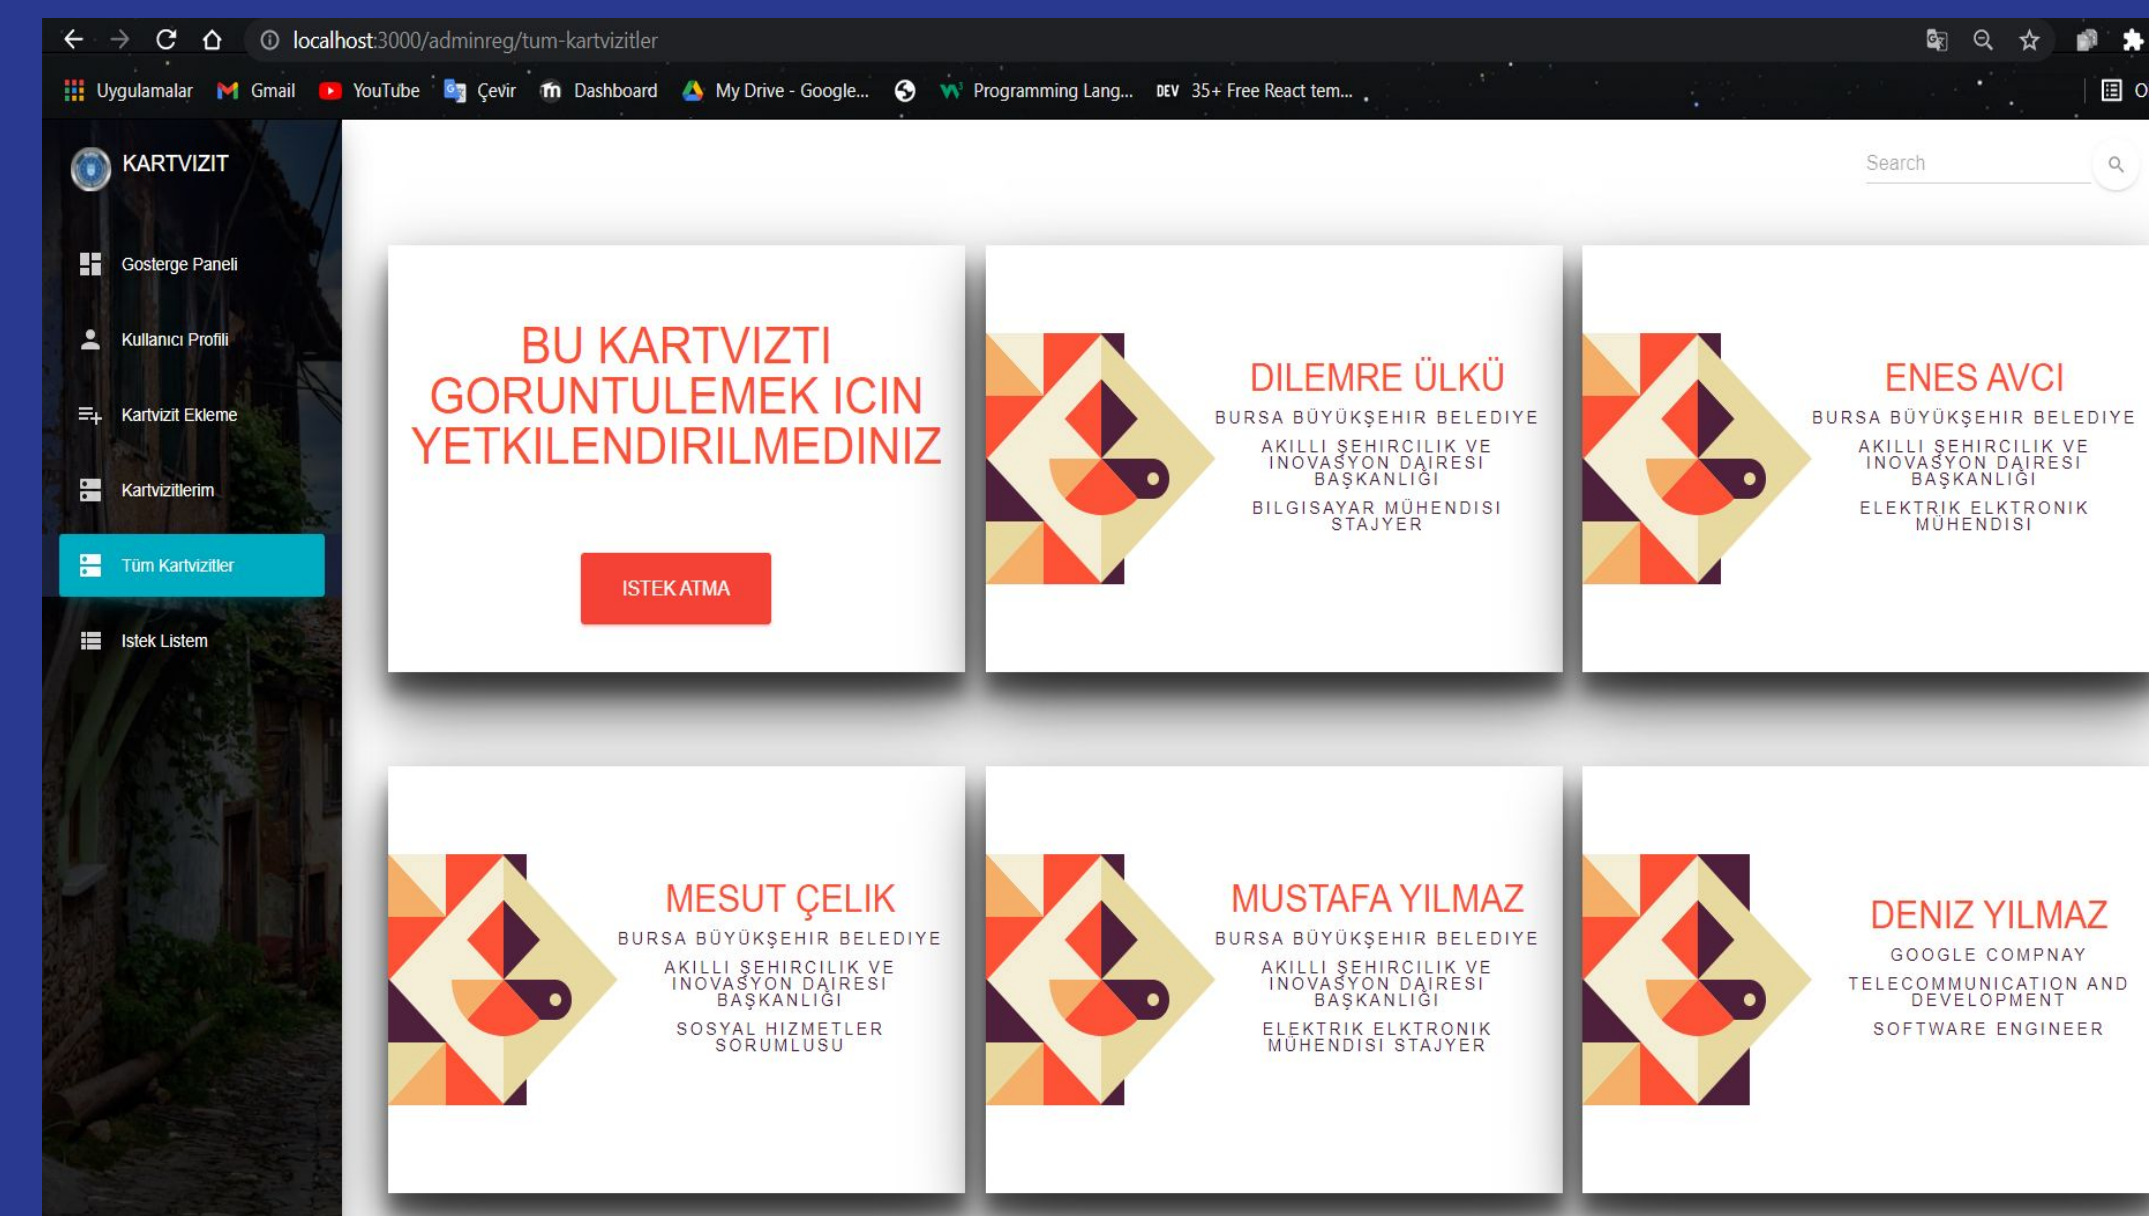 localhost:3000/adminreg/tum-kartvizitler
Uygulamalar Gmail YouTube Çevir Dashboard My Drive - Google... Programming Lang... DEV 35+ Free React tem...
KARTVIZIT
Search
Gosterge Paneli
Kullanıcı Profili
Kartvizit Ekleme
Kartvizitlerim
Tüm Kartvizitler
Istek Listem
BU KARTVIZTI
GORUNTULEMEK ICIN
YETKILENDIRILMEDINIZ
ISTEK ATMA
DILEMRE ÜLKÜ
BURSA BÜYÜKŞEHIR BELEDIYE
AKILLI ŞEHIRCILIK VE
INOVASYON DAIRESI
BAŞKANLIĞI
BILGISAYAR MÜHENDISI
STAJYER
ENES AVCI
BURSA BÜYÜKŞEHIR BELEDIYE
AKILLI ŞEHIRCILIK VE
INOVASYON DAIRESI
BAŞKANLIĞI
ELEKTRIK ELKTRONIK
MÜHENDISI
MESUT ÇELIK
BURSA BÜYÜKŞEHIR BELEDIYE
AKILLI ŞEHIRCILIK VE
INOVASYON DAIRESI
BAŞKANLIĞI
SOSYAL HIZMETLER
SORUMLUSU
MUSTAFA YILMAZ
BURSA BÜYÜKŞEHIR BELEDIYE
AKILLI ŞEHIRCILIK VE
INOVASYON DAIRESI
BAŞKANLIĞI
ELEKTRIK ELKTRONIK
MÜHENDISI STAJYER
DENIZ YILMAZ
GOOGLE COMPNAY
TELECOMMUNICATION AND
DEVELOPMENT
SOFTWARE ENGINEER